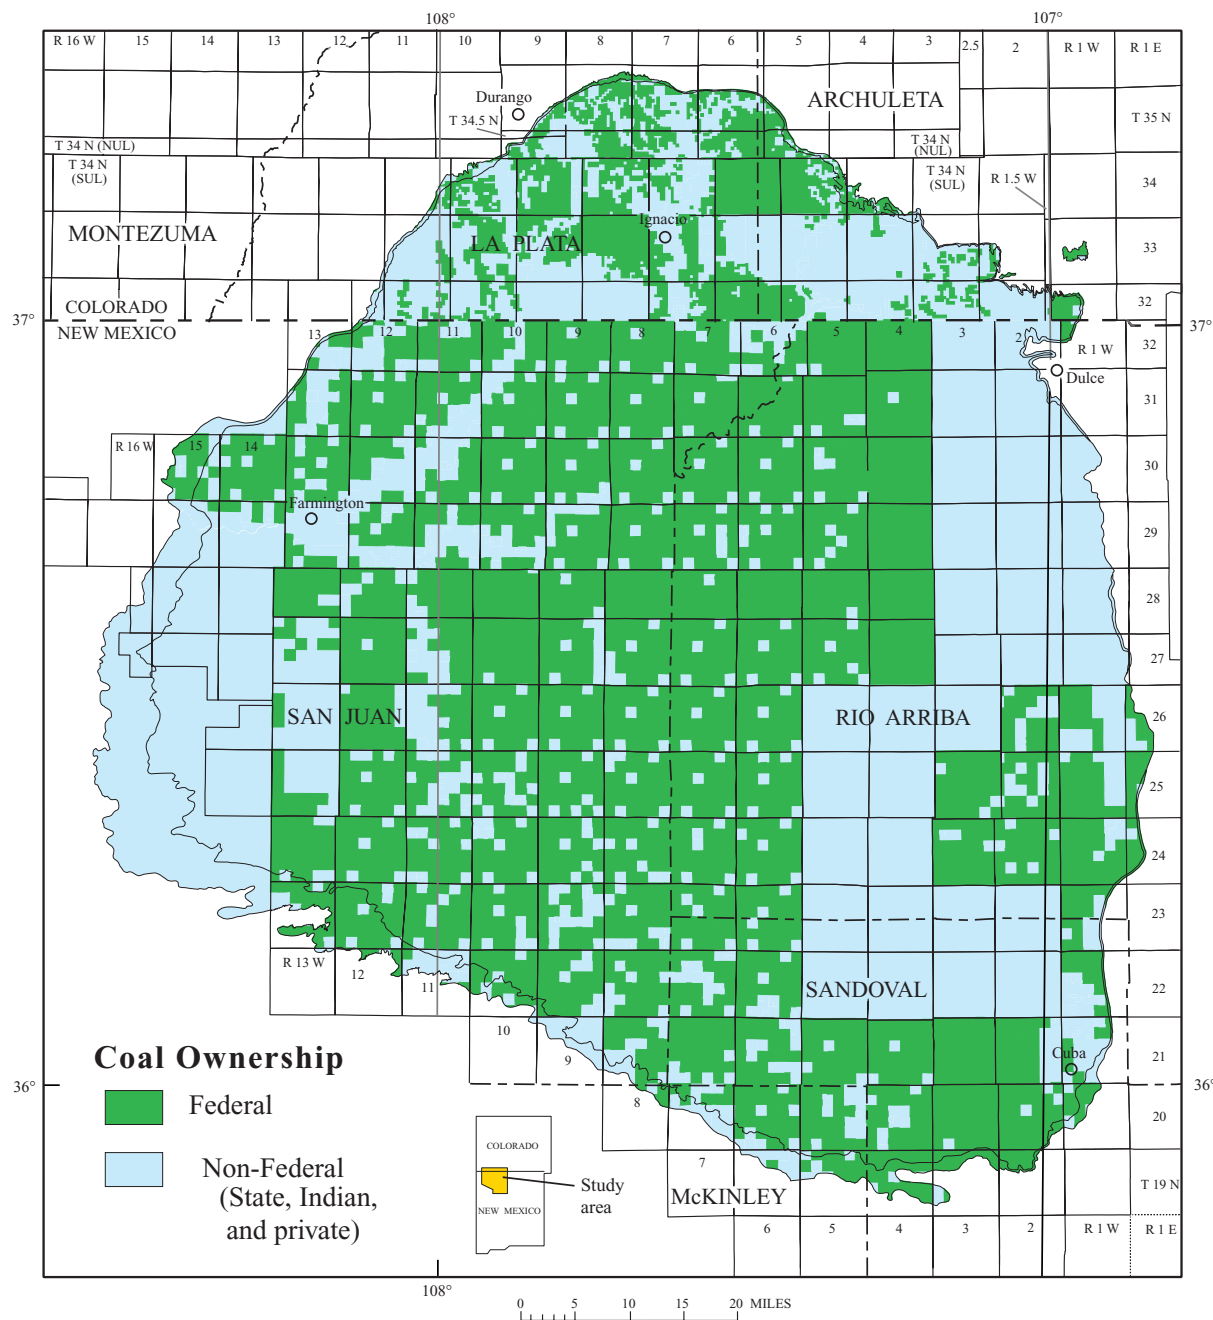 108° 107°
R 16 W 15 14 13 12 11 10 9 8 7 6 5 4 3 2.5 2 R 1 W R 1 E
Durango
ARCHULETA
T 34.5 N
T 35 N
T 34 N (NUL)
T 34 N
(NUL)
T 34 N
(SUL)
T 34 N
(SUL)
R 1.5 W
34
Ignacio
MONTEZUMA
LA PLATA
33
COLORADO
32
37°
NEW MEXICO
37°
13 12 11 10 9 8 7 6 5 4 3 2 R 1 W 32
Dulce
31
R 16 W 15 14
30
Farmington
29
28
27
SAN JUAN
RIO ARRIBA
26
25
24
23
R 13 W
12
11
SANDOVAL
22
10
9
Cuba
21
Coal Ownership
36°
36°
Federal
8
20
COLORADO
Non-Federal
(State, Indian,
and private)
Study
area
NEW MEXICO
7
McKINLEY
T 19 N
6 5 4 3 2 R 1 W R 1 E
108°
0 5 10 15 20 MILES